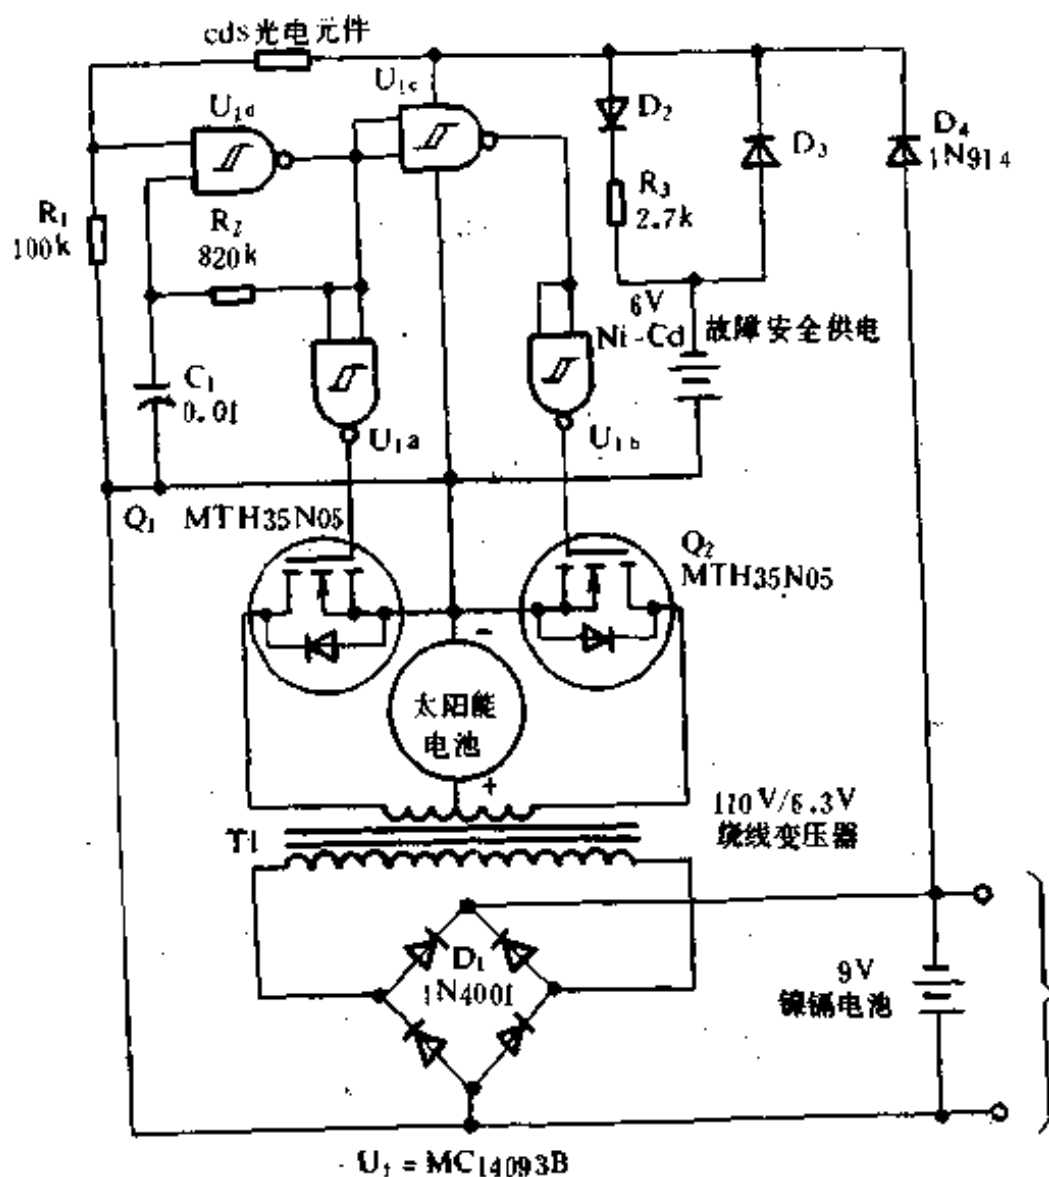 cds光电元件
U1c
U1d
D2
D3
D4
1N914
R1
100k
R2
820k
R3
2.7k
6V
Ni-Cd
故障安全供电
C1
0.01
U1a
U1b
Q1 MTH35N05
Q2
MTH35N05
-
太阳能
电池
+
110V/6.3V
绕线变压器
T1
D1
1N4001
9V
镍镉电池
U1 = MC14093B